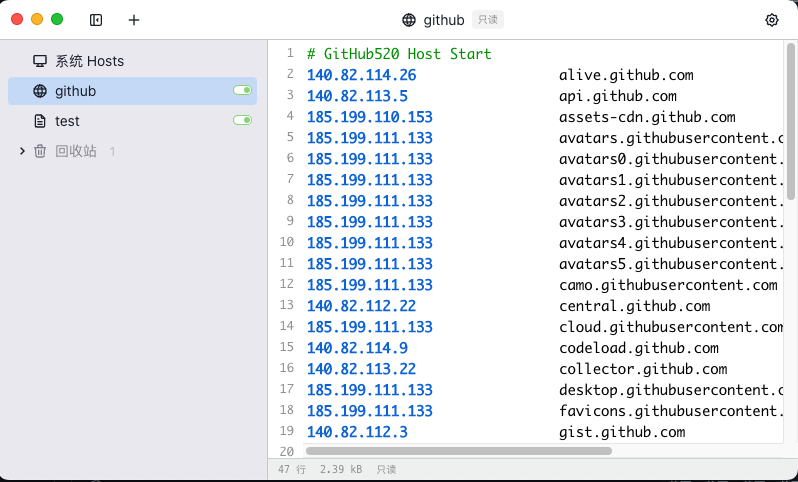 github 只读
系统 Hosts
github
test
回收站 1
1 # GitHub520 Host Start
2 140.82.114.26 alive.github.com
3 140.82.113.5 api.github.com
4 185.199.110.153 assets-cdn.github.com
5 185.199.111.133 avatars.githubusercontent.c
6 185.199.111.133 avatars0.githubusercontent.
7 185.199.111.133 avatars1.githubusercontent.
8 185.199.111.133 avatars2.githubusercontent.
9 185.199.111.133 avatars3.githubusercontent.
10 185.199.111.133 avatars4.githubusercontent.
11 185.199.111.133 avatars5.githubusercontent.
12 185.199.111.133 camo.githubusercontent.com
13 140.82.112.22 central.github.com
14 185.199.111.133 cloud.githubusercontent.com
15 140.82.114.9 codeload.github.com
16 140.82.113.22 collector.github.com
17 185.199.111.133 desktop.githubusercontent.c
18 185.199.111.133 favicons.githubusercontent.
19 140.82.112.3 gist.github.com
20
47 行 2.39 kB 只读